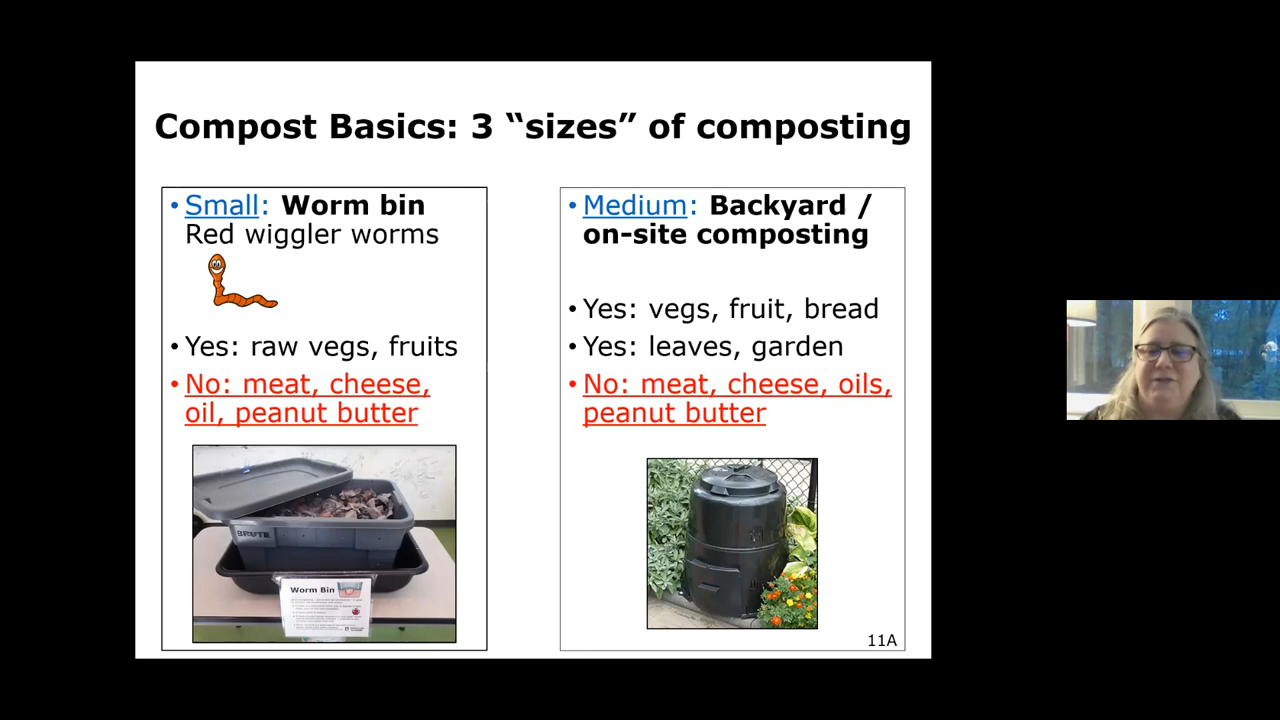 Compost Basics: 3 “sizes” of composting
• Small: Worm bin
Red wiggler worms
• Yes: raw vegs, fruits
• No: meat, cheese,
oil, peanut butter
BRUTE
Worm Bin
• Medium: Backyard /
on-site composting
• Yes: vegs, fruit, bread
• Yes: leaves, garden
• No: meat, cheese, oils,
peanut butter
11A